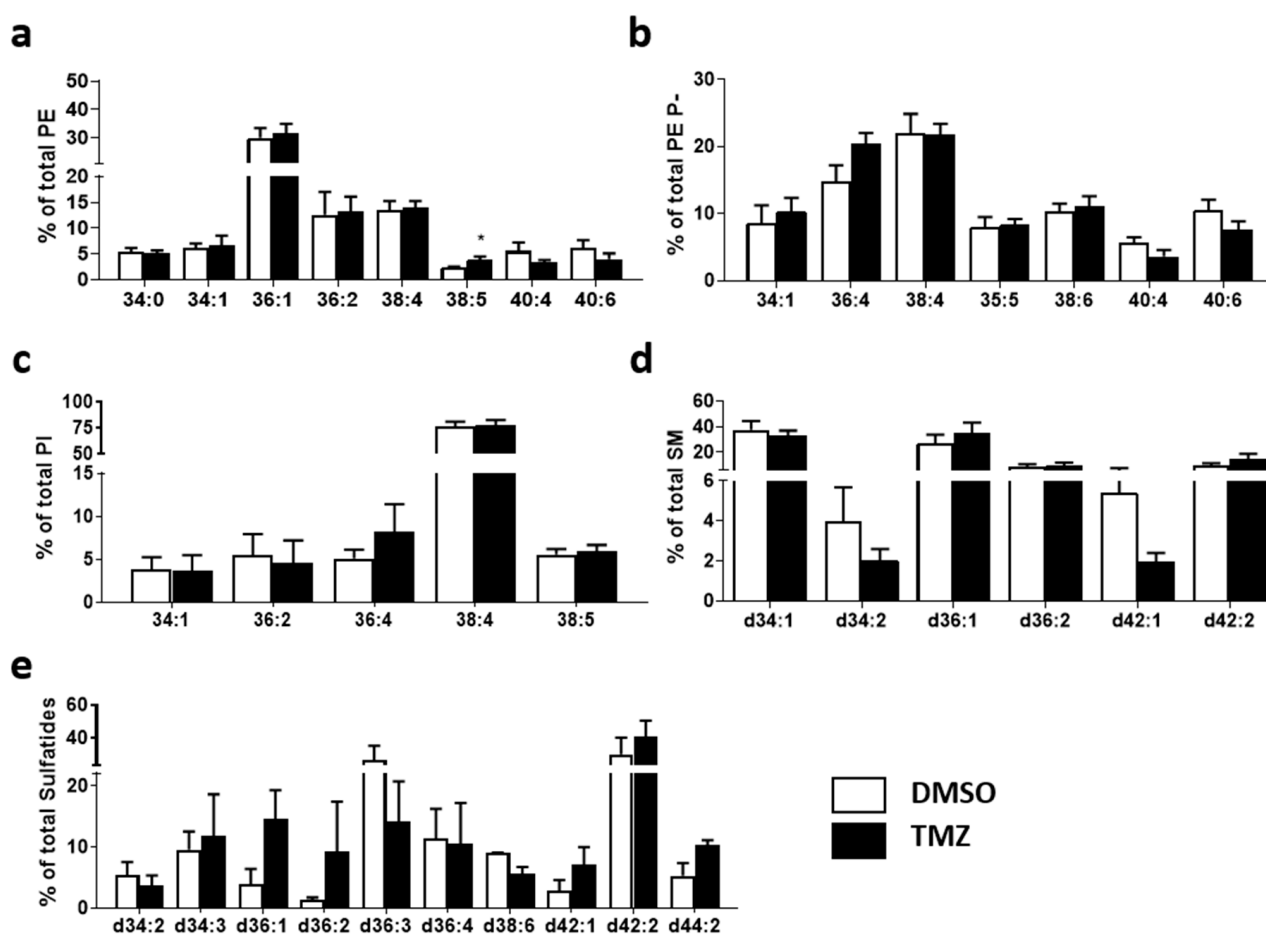 a
% of total PE
50
40
30
20
15
10
5
0
*
34:0 34:1 36:1 36:2 38:4 38:5 40:4 40:6
b
% of total PE P-
30
20
10
0
34:1 36:4 38:4 35:5 38:6 40:4 40:6
c
% of total PI
100
75
50
15
10
5
0
34:1 36:2 36:4 38:4 38:5
d
% of total SM
60
40
20
6
4
2
0
d34:1 d34:2 d36:1 d36:2 d42:1 d42:2
e
% of total Sulfatides
60
40
20
10
0
d34:2 d34:3 d36:1 d36:2 d36:3 d36:4 d38:6 d42:1 d42:2 d44:2
DMSO
TMZ